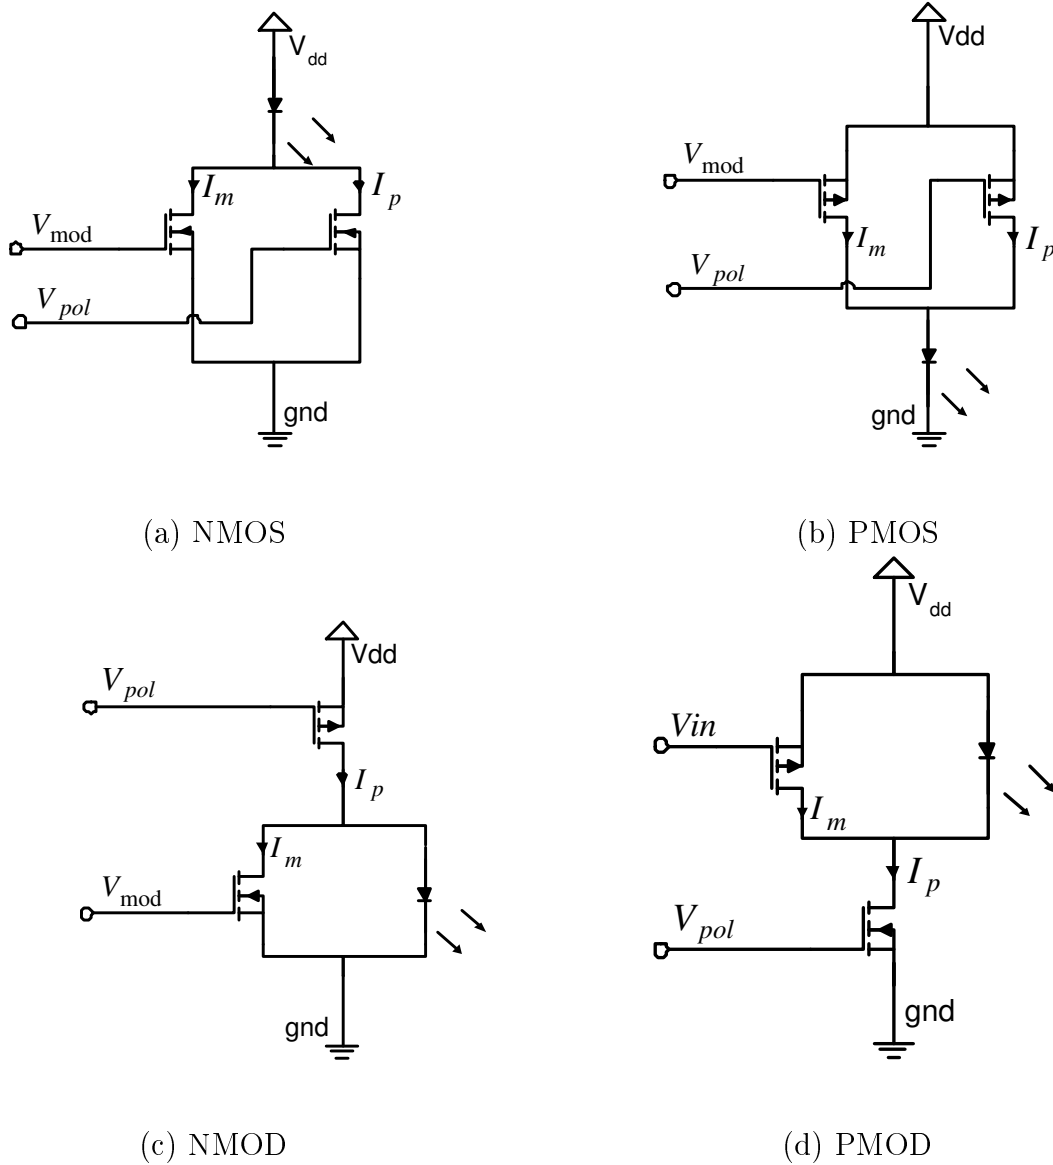 V_dd
I_m
I_p
V_mod
V_pol
gnd
(a) NMOS
Vdd
V_mod
I_m
I_p
V_pol
gnd
(b) PMOS
Vdd
V_pol
I_p
I_m
V_mod
gnd
(c) NMOD
V_dd
Vin
I_m
I_p
V_pol
gnd
(d) PMOD